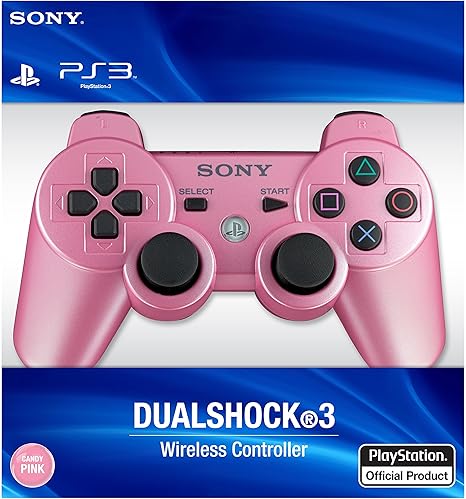 SONY
PS3
PlayStation®3
L
R
SONY
SELECT
START
DUALSHOCK®3
Wireless Controller
CANDY
PINK
PlayStation®
Official Product